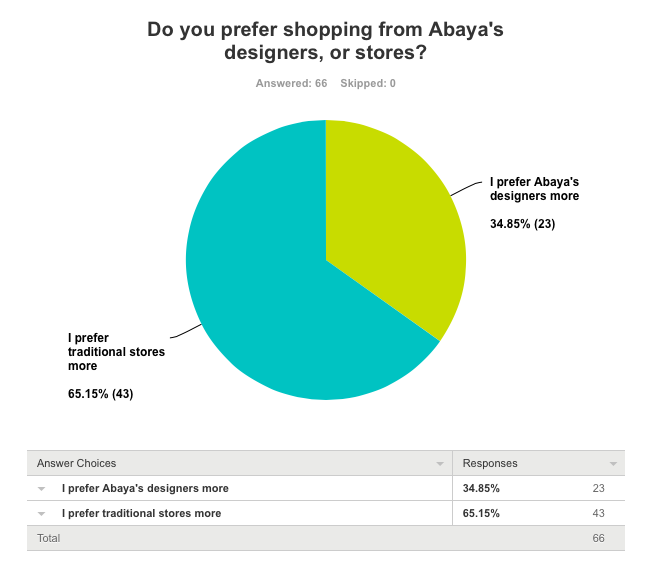 Do you prefer shopping from Abaya's
designers, or stores?
Answered: 66 Skipped: 0
I prefer Abaya's
designers more
34.85% (23)
I prefer
traditional stores
more
65.15% (43)
Answer Choices Responses
I prefer Abaya's designers more 34.85% 23
I prefer traditional stores more 65.15% 43
Total 66